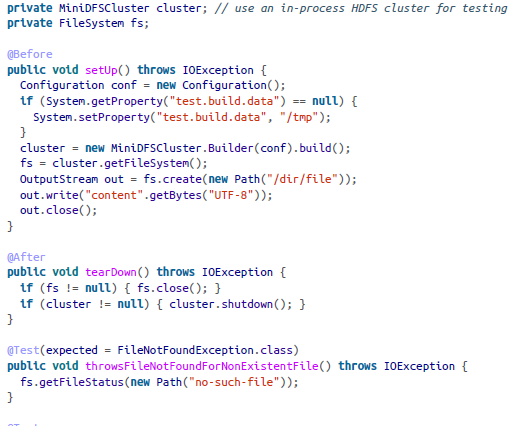 private MiniDFSCluster cluster; // use an in-process HDFS cluster for testing
private FileSystem fs;
@Before
public void setUp() throws IOException {
Configuration conf = new Configuration();
if (System.getProperty("test.build.data") == null) {
System.setProperty("test.build.data", "/tmp");
}
cluster = new MiniDFSCluster.Builder(conf).build();
fs = cluster.getFileSystem();
OutputStream out = fs.create(new Path("/dir/file"));
out.write("content".getBytes("UTF-8"));
out.close();
}
@After
public void tearDown() throws IOException {
if (fs != null) { fs.close(); }
if (cluster != null) { cluster.shutdown(); }
}
@Test(expected = FileNotFoundException.class)
public void throwsFileNotFoundForNonExistentFile() throws IOException {
fs.getFileStatus(new Path("no-such-file"));
}